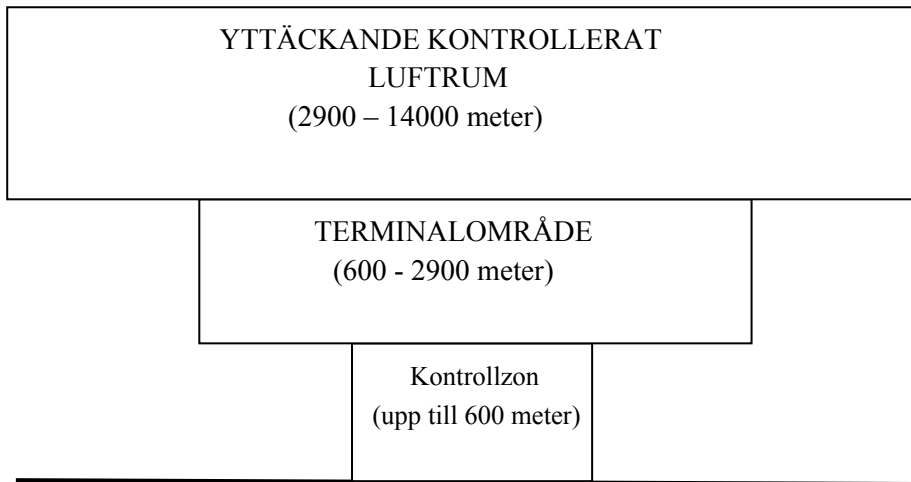 YTTÄCKANDE KONTROLLERAT
LUFTRUM
(2900 – 14000 meter)
TERMINALOMRÅDE
(600 - 2900 meter)
Kontrollzon
(upp till 600 meter)